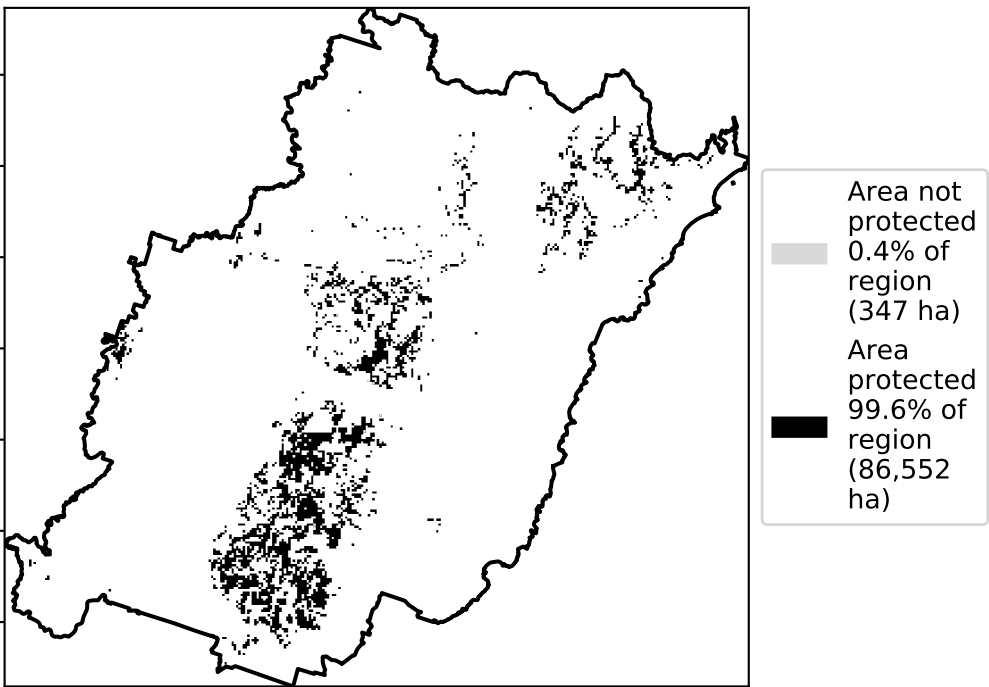 Area not
protected
0.4% of
region
(347 ha)
Area
protected
99.6% of
region
(86,552
ha)